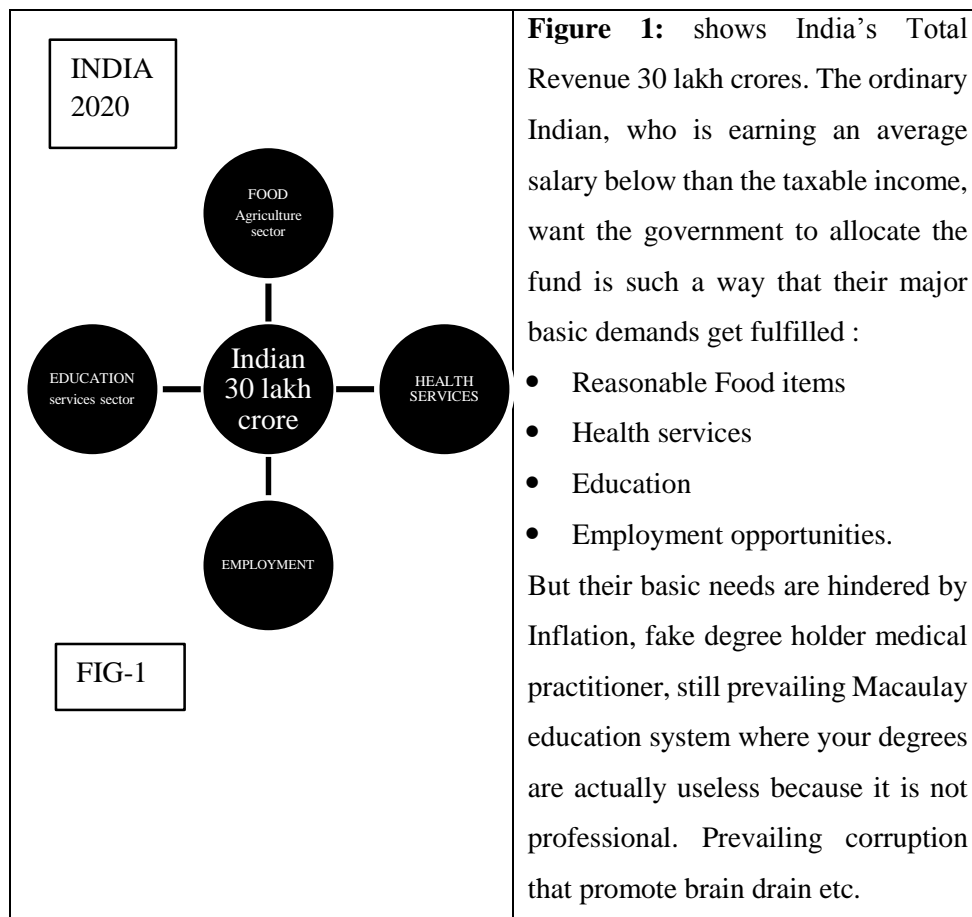 INDIA
2020
FOOD
Agriculture
sector
EDUCATION
services sector
Indian
30 lakh
crore
HEALTH
SERVICES
EMPLOYMENT
FIG-1
Figure 1: shows India’s Total
Revenue 30 lakh crores. The ordinary
Indian, who is earning an average
salary below than the taxable income,
want the government to allocate the
fund is such a way that their major
basic demands get fulfilled :
• Reasonable Food items
• Health services
• Education
• Employment opportunities.
But their basic needs are hindered by
Inflation, fake degree holder medical
practitioner, still prevailing Macaulay
education system where your degrees
are actually useless because it is not
professional. Prevailing corruption
that promote brain drain etc.